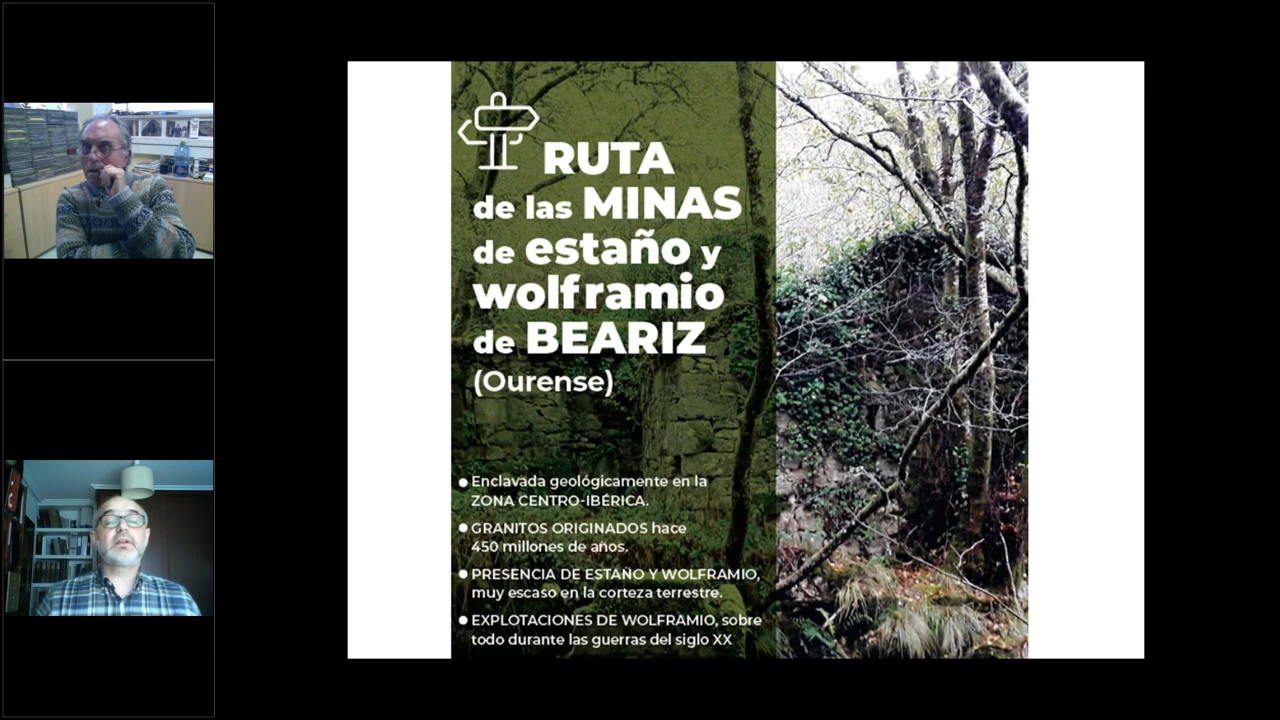 RUTA
de las MINAS
de estaño y
wolframio
de BEARIZ
(Ourense)
Enclavada geológicamente en la
ZONA CENTRO-IBÉRICA.
GRANITOS ORIGINADOS hace
450 millones de años.
PRESENCIA DE ESTAÑO Y WOLFRAMIO,
muy escaso en la corteza terrestre.
EXPLOTACIONES DE WOLFRAMIO, sobre
todo durante las guerras del siglo XX